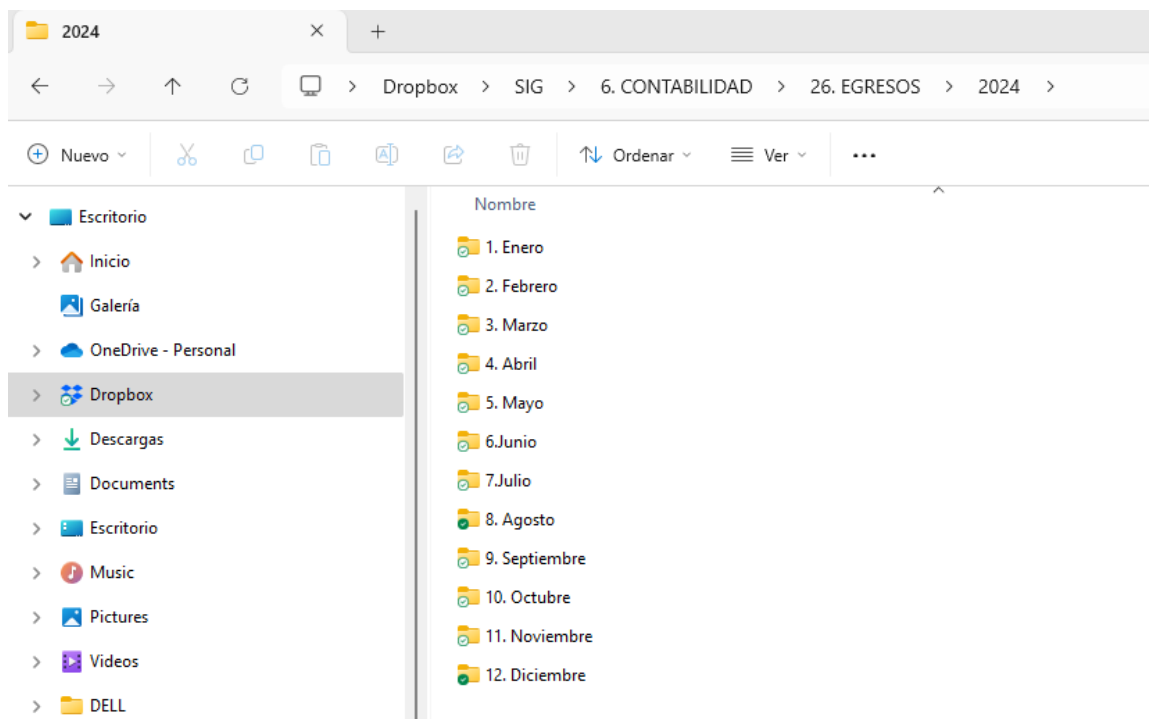 2024
Dropbox > SIG > 6. CONTABILIDAD > 26. EGRESOS > 2024 >
Nuevo Ordenar Ver ...
Escritorio
Inicio
Galería
OneDrive - Personal
Dropbox
Descargas
Documents
Escritorio
Music
Pictures
Videos
DELL
Nombre
1. Enero
2. Febrero
3. Marzo
4. Abril
5. Mayo
6.Junio
7.Julio
8. Agosto
9. Septiembre
10. Octubre
11. Noviembre
12. Diciembre